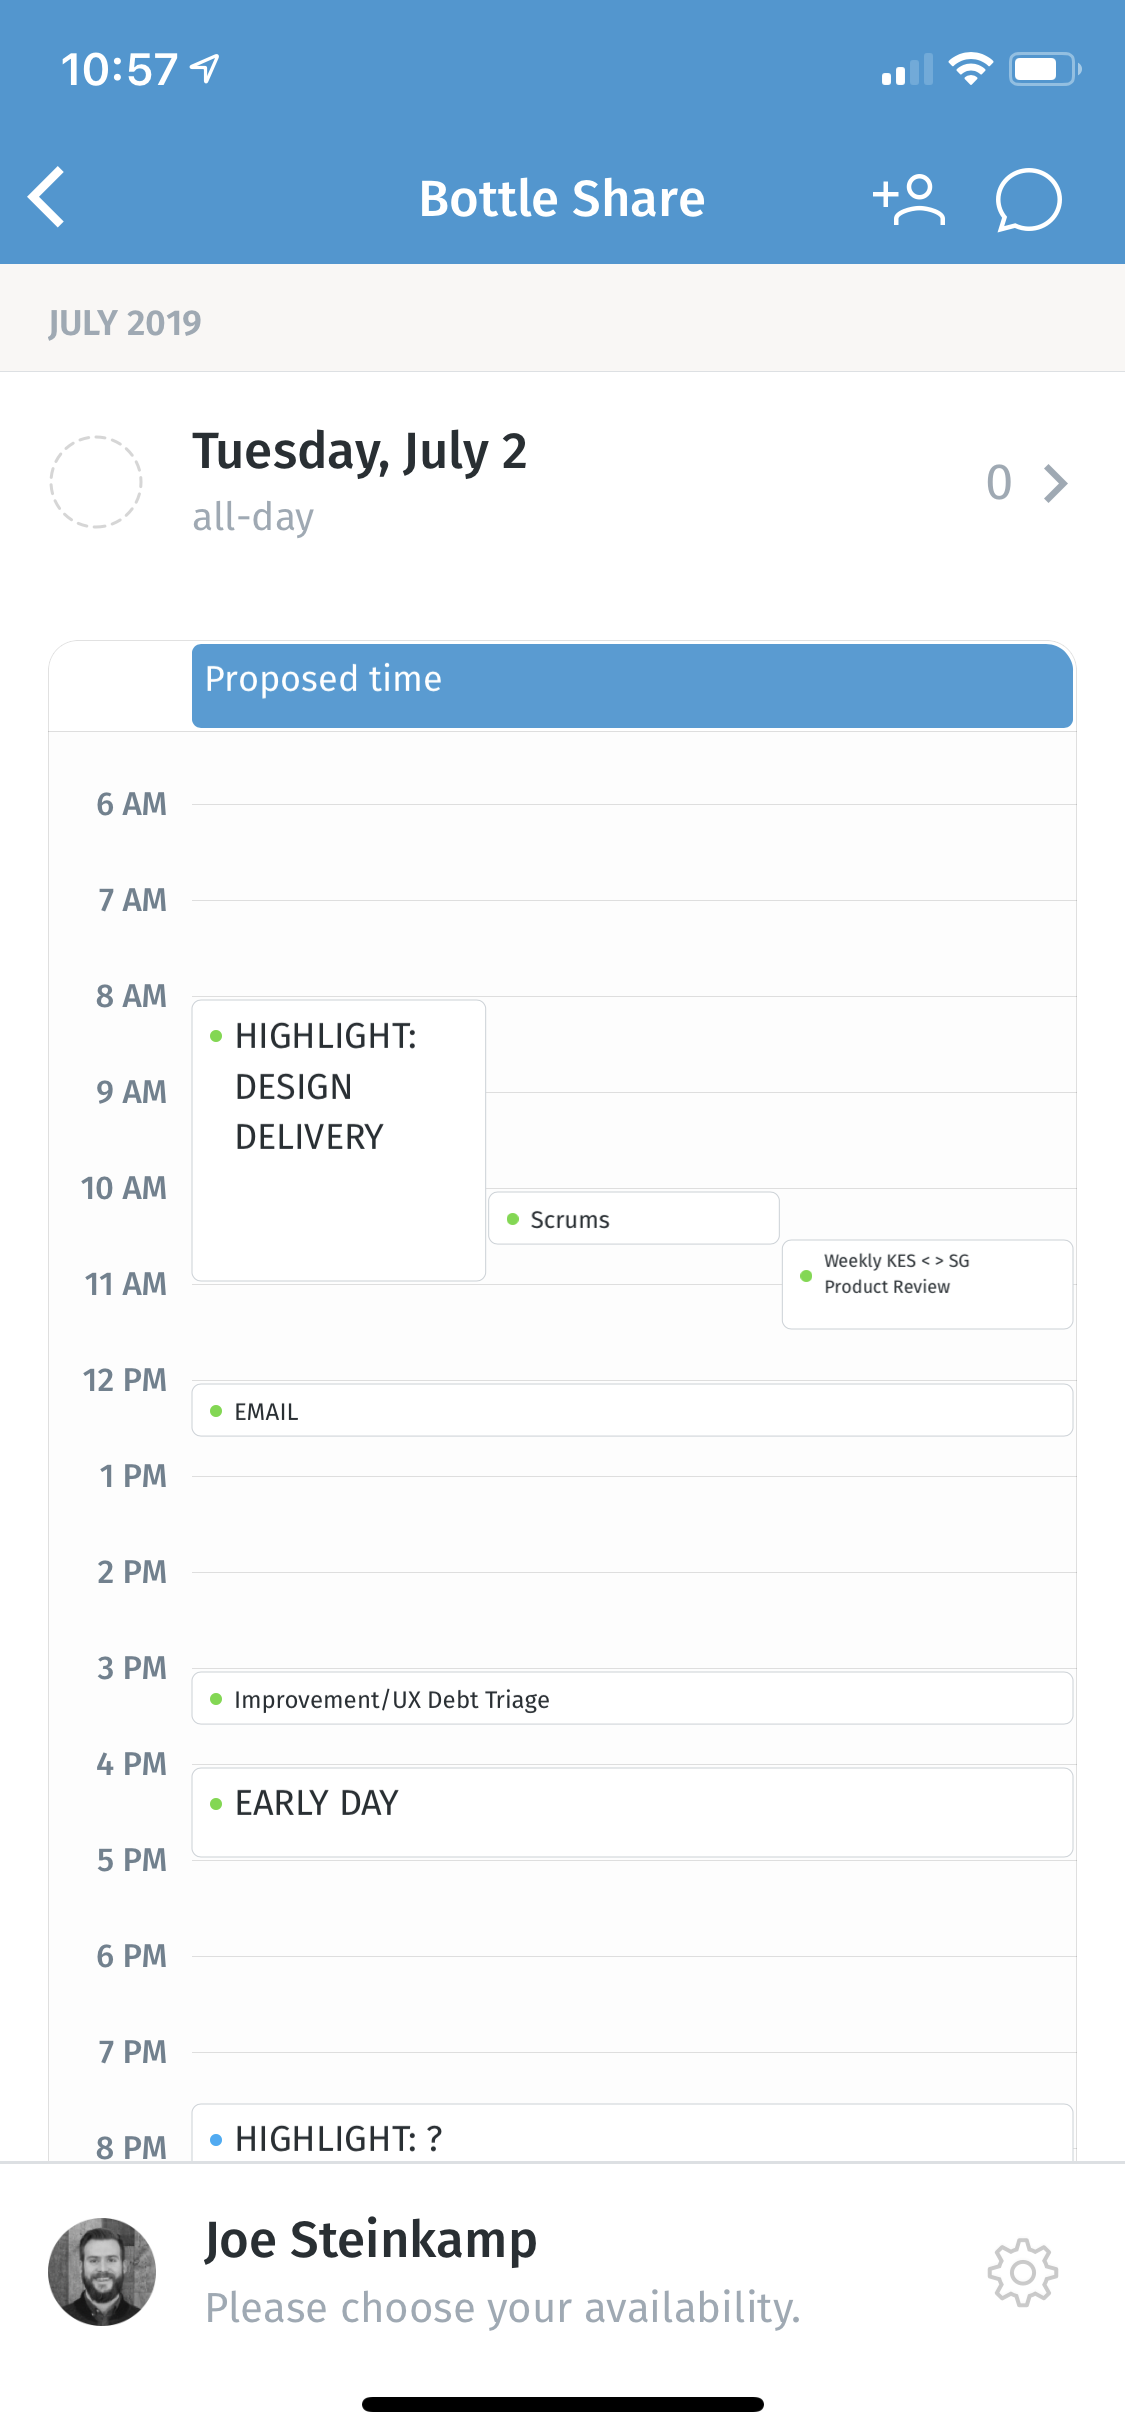 10:57
Bottle Share
JULY 2019
Tuesday, July 2
all-day
0
Proposed time
6 AM
7 AM
8 AM
HIGHLIGHT:
DESIGN
9 AM
DELIVERY
10 AM
Scrums
Weekly KES < > SG
Product Review
11 AM
12 PM
EMAIL
1 PM
2 PM
3 PM
Improvement/UX Debt Triage
4 PM
EARLY DAY
5 PM
6 PM
7 PM
HIGHLIGHT: ?
8 PM
Joe Steinkamp
Please choose your availability.